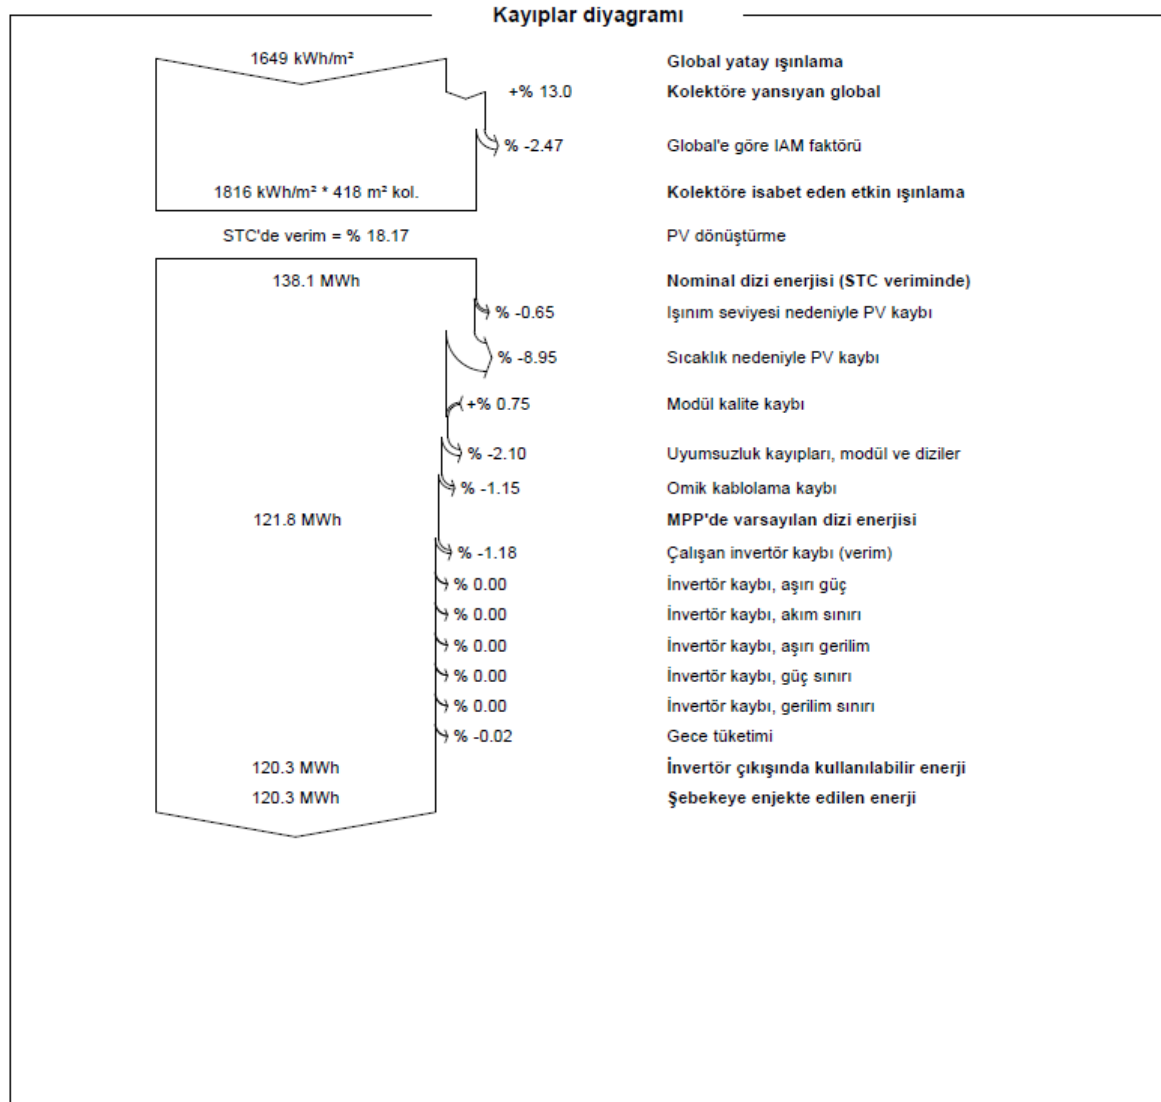 Kayıplar diyagramı
1649 kWh/m² Global yatay ışınlama
+% 13.0 Kolektöre yansıyan global
% -2.47 Global'e göre IAM faktörü
1816 kWh/m² * 418 m² kol. Kolektöre isabet eden etkin ışınlama
STC'de verim = % 18.17 PV dönüştürme
138.1 MWh Nominal dizi enerjisi (STC veriminde)
% -0.65 Işınım seviyesi nedeniyle PV kaybı
% -8.95 Sıcaklık nedeniyle PV kaybı
+% 0.75 Modül kalite kaybı
% -2.10 Uyumsuzluk kayıpları, modül ve diziler
% -1.15 Omik kablolama kaybı
121.8 MWh MPP'de varsayılan dizi enerjisi
% -1.18 Çalışan invertör kaybı (verim)
% 0.00 İnvertör kaybı, aşırı güç
% 0.00 İnvertör kaybı, akım sınırı
% 0.00 İnvertör kaybı, aşırı gerilim
% 0.00 İnvertör kaybı, güç sınırı
% 0.00 İnvertör kaybı, gerilim sınırı
% -0.02 Gece tüketimi
120.3 MWh İnvertör çıkışında kullanılabilir enerji
120.3 MWh Şebekeye enjekte edilen enerji